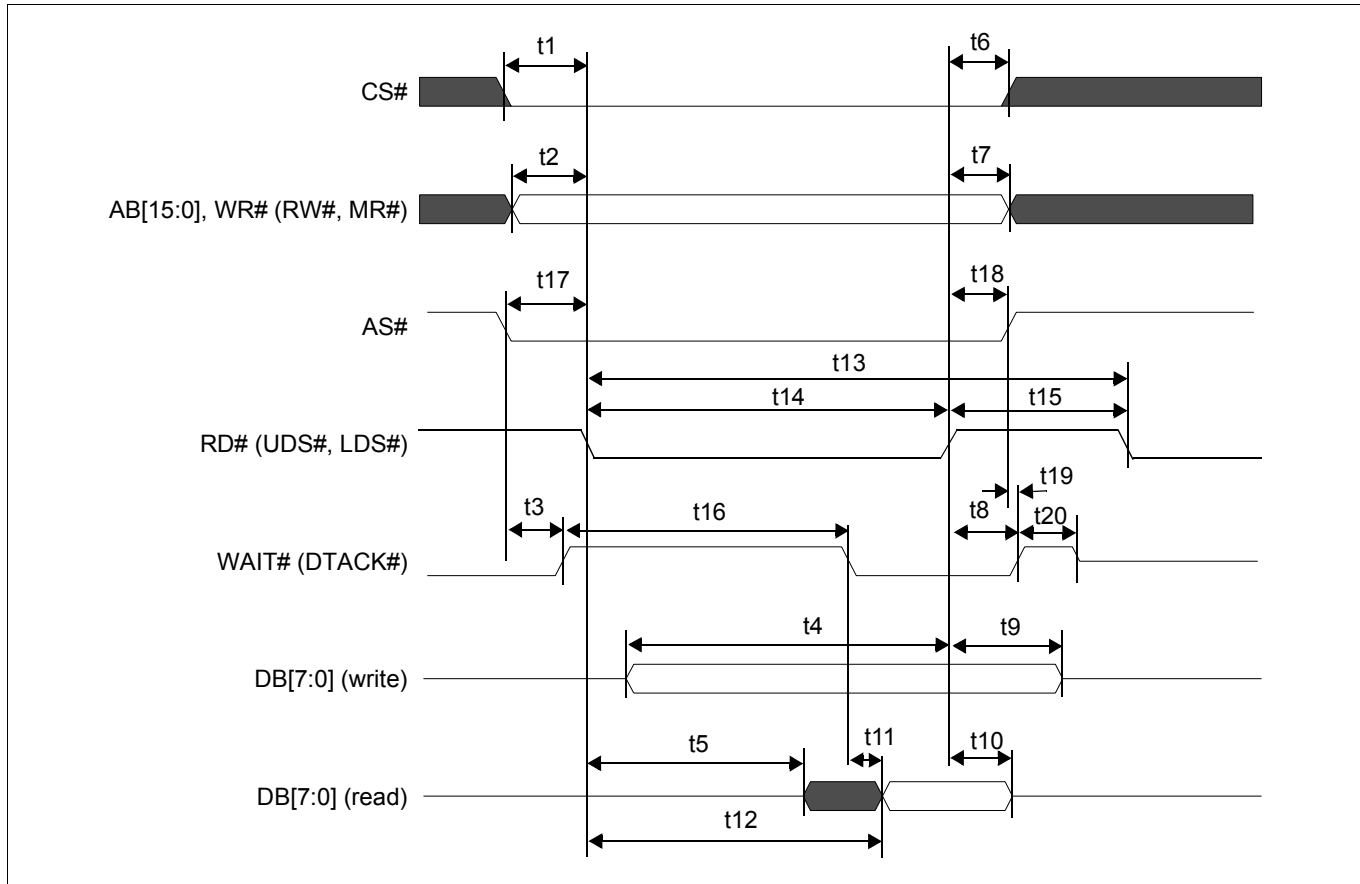 t1
t6
CS#
t2
t7
AB[15:0], WR# (RW#, MR#)
t17
t18
AS#
t13
t14
t15
RD# (UDS#, LDS#)
t19
t3
t16
t8
t20
WAIT# (DTACK#)
t4
t9
DB[7:0] (write)
t5
t11
t10
DB[7:0] (read)
t12